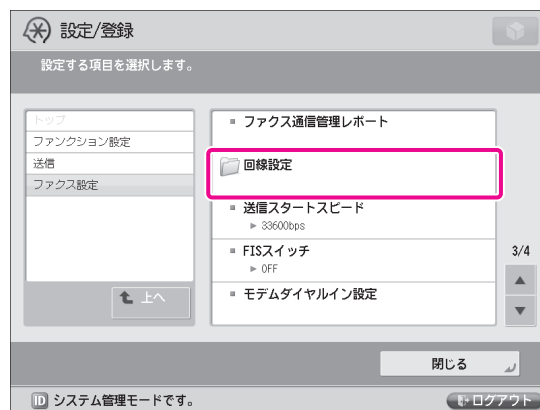 設定/登録
設定する項目を選択します。
トップ
ファンクション設定
送信
ファクス設定
上へ
ファクス通信管理レポート
回線設定
送信スタートスピード
► 33600bps
FISスイッチ
► OFF
モデムダイヤルイン設定
3/4
閉じる
ID システム管理モードです。
ログアウト